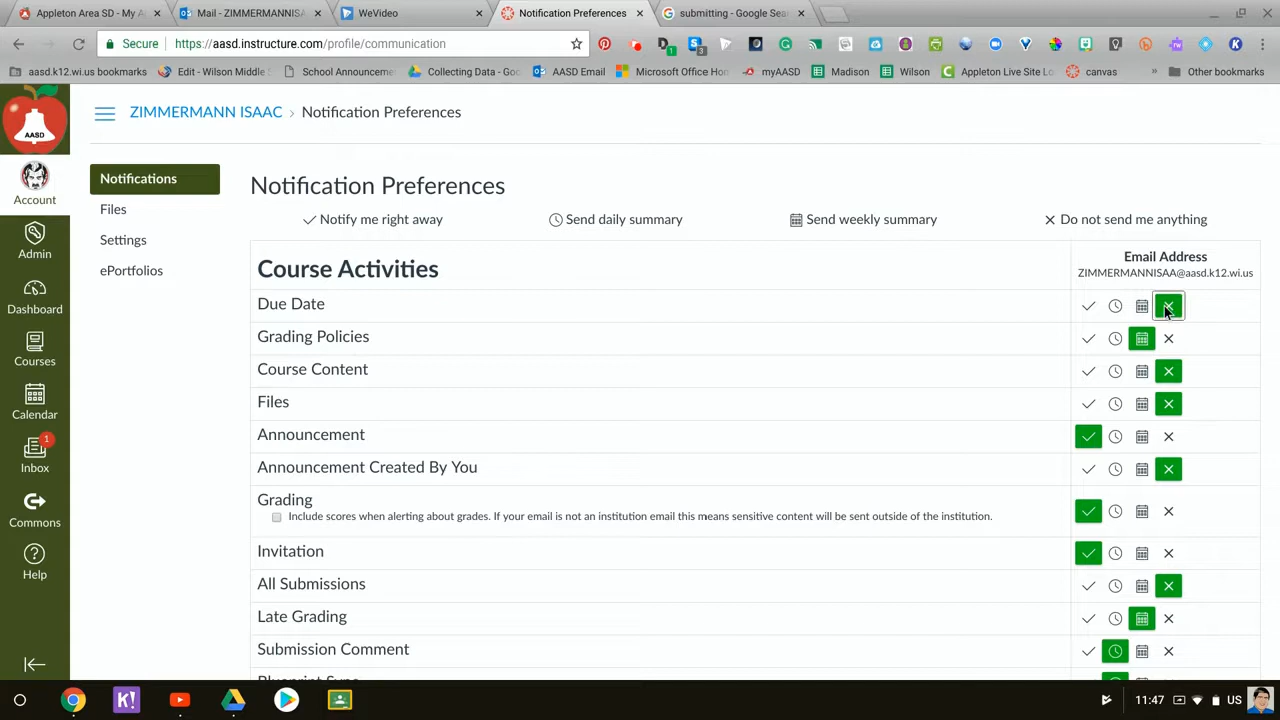 Appleton Area SD - My A
Mail - ZIMMERMANNISA
WeVideo
Notification Preferences
submitting - Google Sea
Secure
https://aasd.instructure.com/profile/communication
aasd.k12.wi.us bookmarks
Edit - Wilson Middle S
School Announceme
Collecting Data - Goo
AASD Email
Microsoft Office Ho
myAASD
Madison
Wilson
Appleton Live Site Lo
canvas
»
Other bookmarks
AASD
ZIMMERMANN ISAAC › Notification Preferences
Account
Admin
Dashboard
Courses
Calendar
1
Inbox
Commons
Help
Notifications
Files
Settings
ePortfolios
Notification Preferences
Notify me right away
Send daily summary
Send weekly summary
Do not send me anything
Course Activities
Email Address
ZIMMERMANNISAA@aasd.k12.wi.us
Due Date
Grading Policies
Course Content
Files
Announcement
Announcement Created By You
Grading
Include scores when alerting about grades. If your email is not an institution email this means sensitive content will be sent outside of the institution.
Invitation
All Submissions
Late Grading
Submission Comment
Blueprint Sync
K!
11:47
US